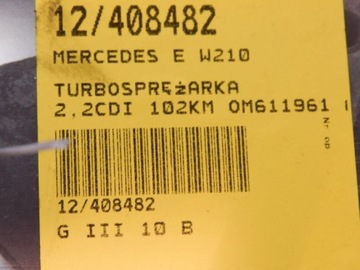 12/408482
MERCEDES E W210
TURBOSPRĘŻARKA
2,2CDI 102KM OM611961
12/408482
G III 10 B